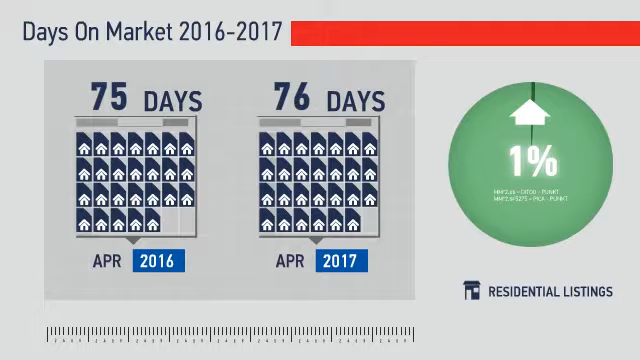 Days On Market 2016-2017
75 DAYS
76 DAYS
1%
APR 2016
APR 2017
RESIDENTIAL LISTINGS